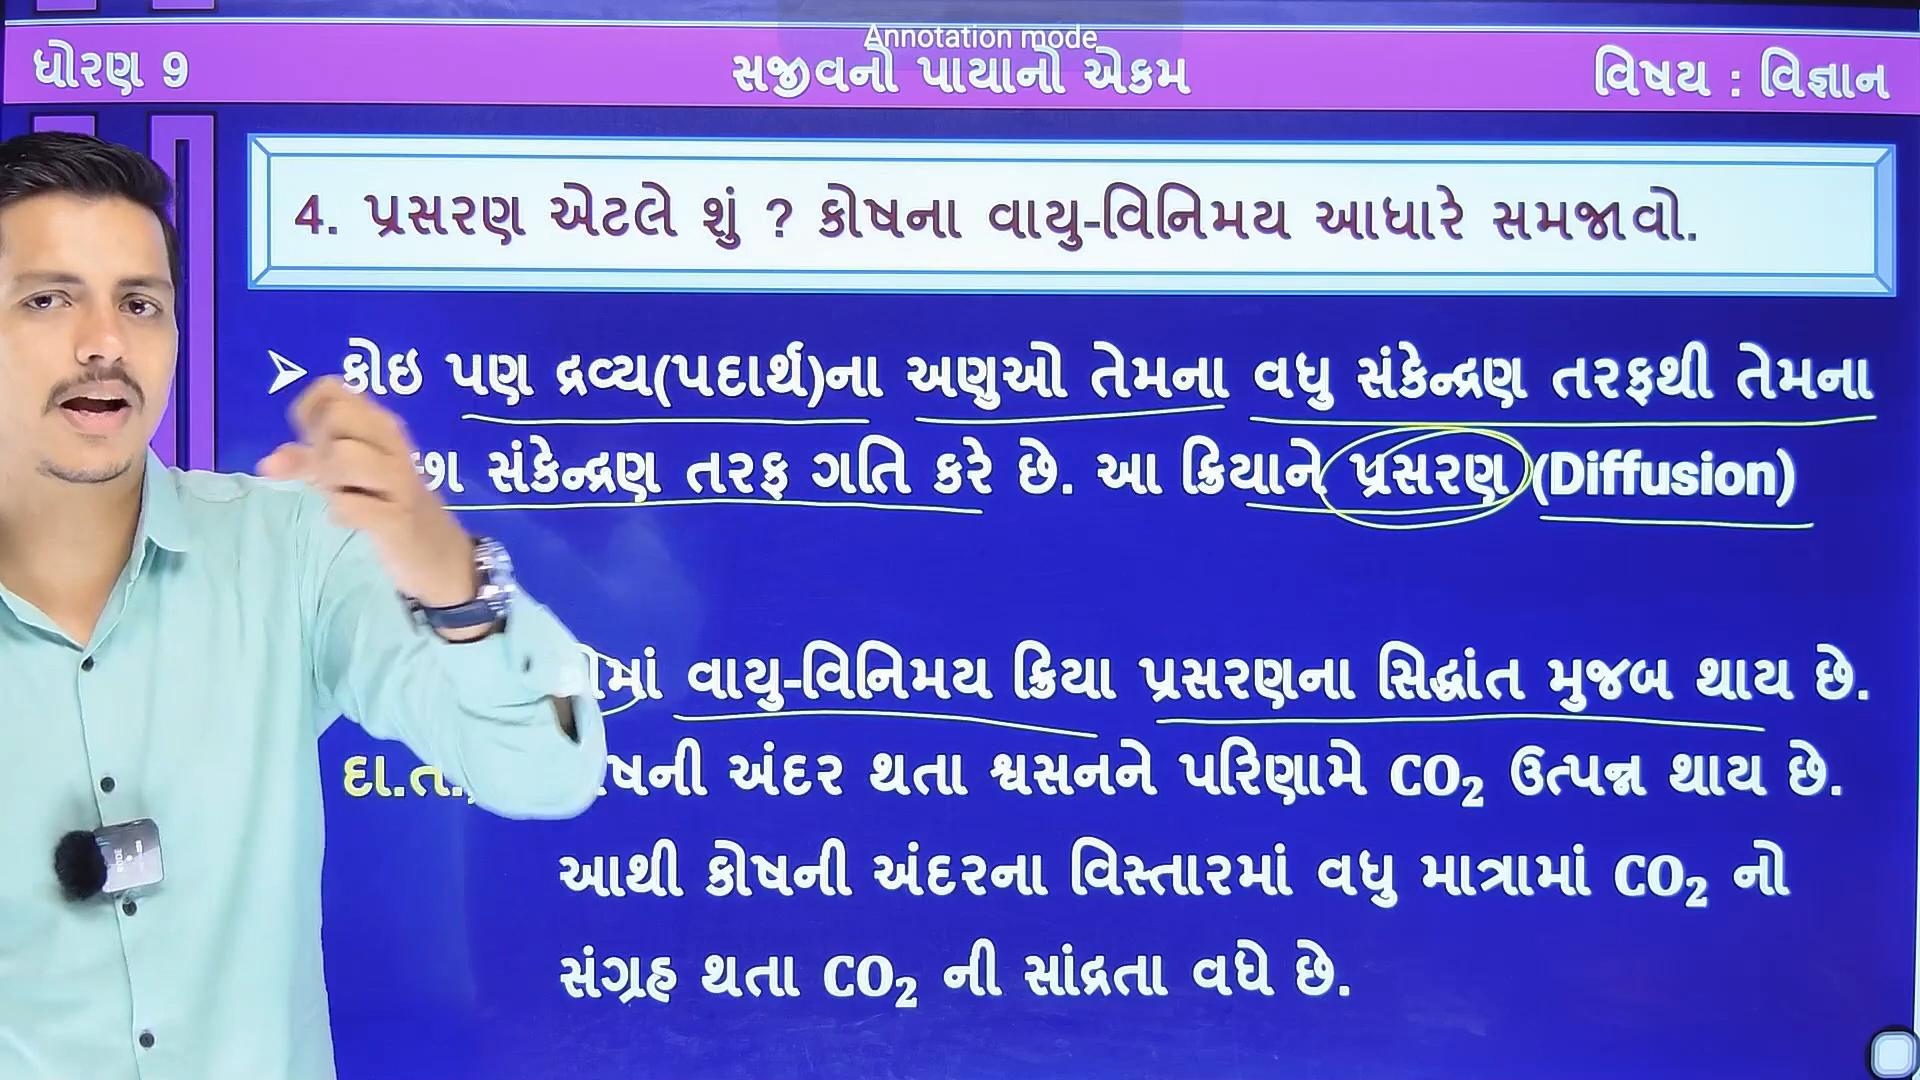 Annotation mode
ધોરણ 9 સજીવનો પાયાનો એકમ વિષય : વિજ્ઞાન
4. પ્રસરણ એટલે શું ? કોષના વાયુ-વિનિમય આધારે સમજાવો.
➢ કોઇ પણ દ્રવ્ય(પદાર્થ)ના અણુઓ તેમના વધુ સંકેન્દ્રણ તરફથી તેમના
સંકેન્દ્રણ તરફ ગતિ કરે છે. આ ક્રિયાને પ્રસરણ (Diffusion)
વાયુ-વિનિમય ક્રિયા પ્રસરણના સિદ્ધાંત મુજબ થાય છે.
દા.ત., અંદર થતા શ્વસનને પરિણામે CO₂ ઉત્પન્ન થાય છે.
આથી કોષની અંદરના વિસ્તારમાં વધુ માત્રામાં CO₂ નો
સંગ્રહ થતા CO₂ ની સાંદ્રતા વધે છે.